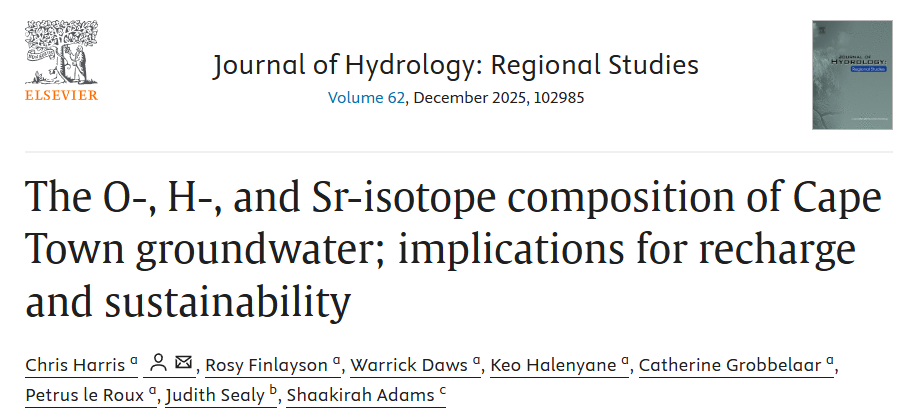 Journal of Hydrology: Regional Studies
Volume 62, December 2025, 102985
ELSEVIER
JOURNAL OF
HYDROLOGY:
Regional Studies
The O-, H-, and Sr-isotope composition of Cape
Town groundwater; implications for recharge
and sustainability
Chris Harris a, Rosy Finlayson a, Warrick Daws a, Keo Halenyane a, Catherine Grobbelaar a,
Petrus le Roux a, Judith Sealy b, Shaakirah Adams c